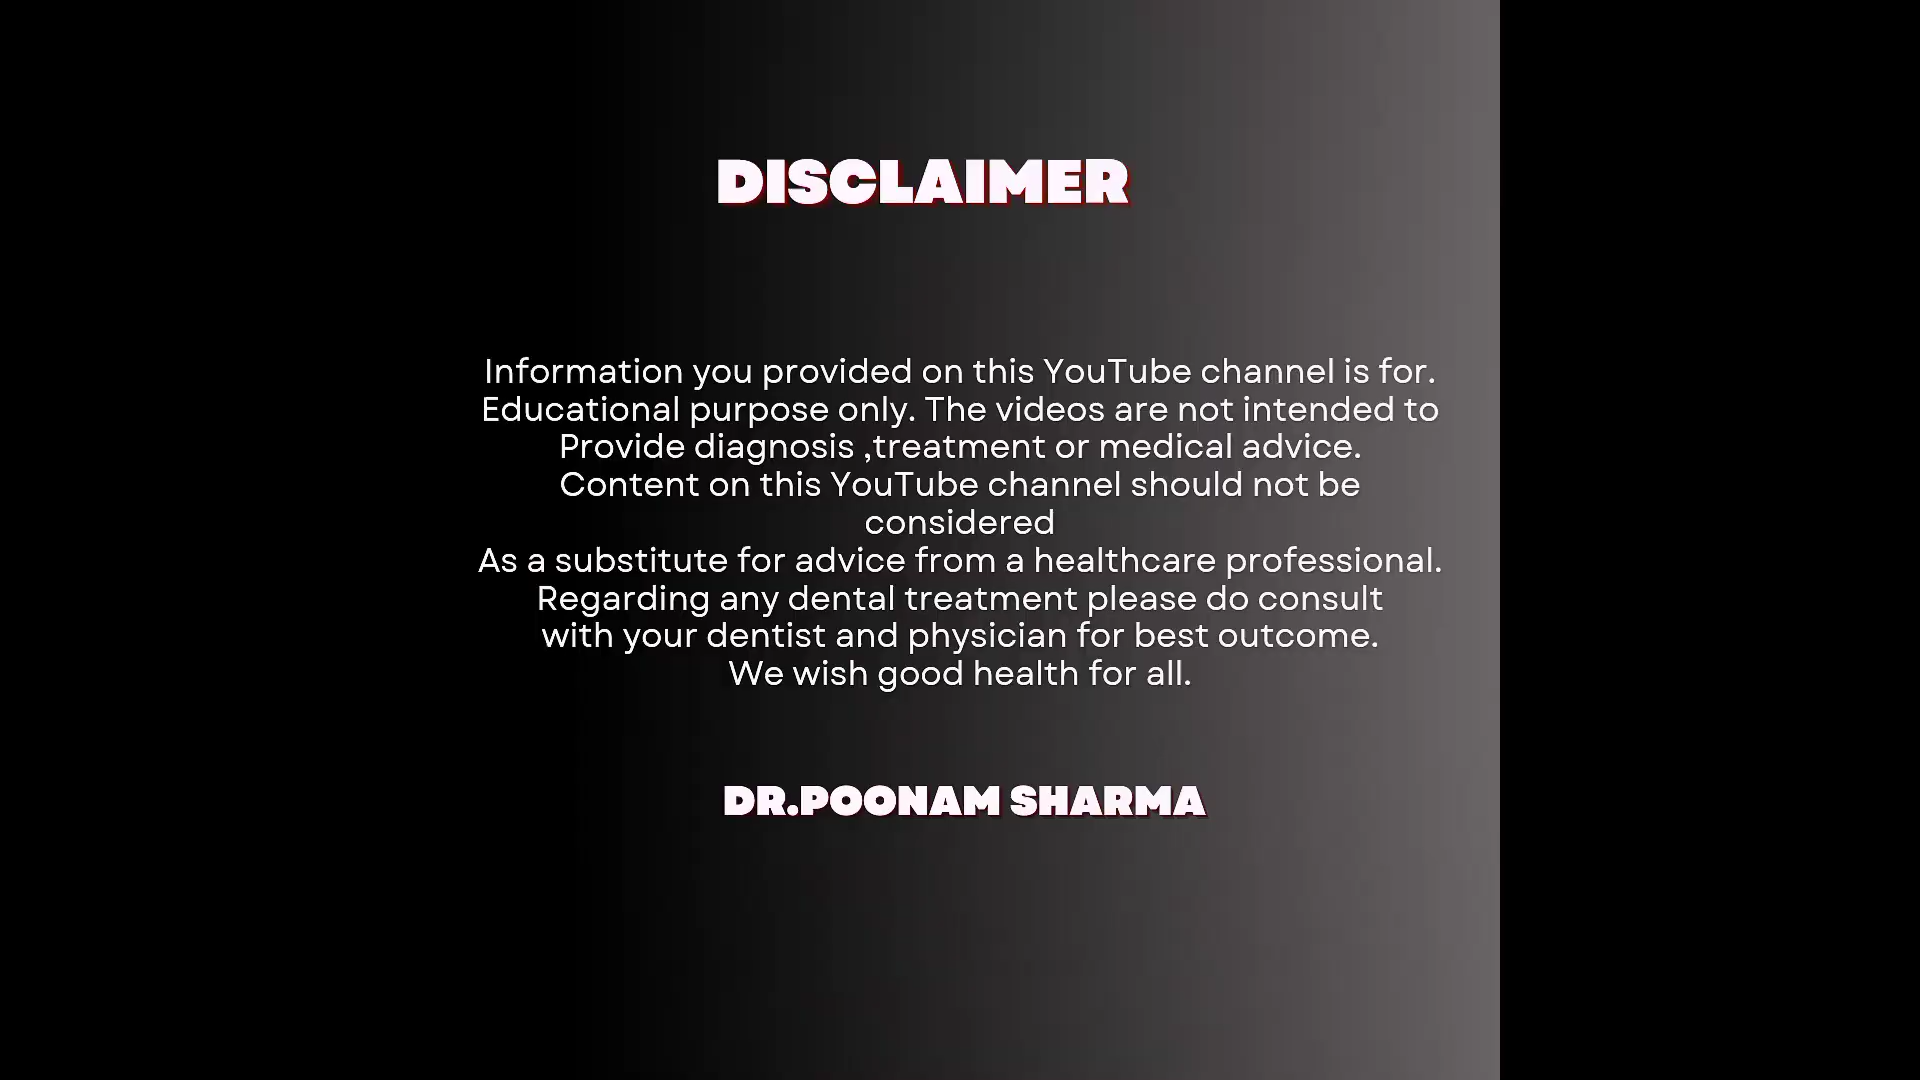 DISCLAIMER
Information you provided on this YouTube channel is for.
Educational purpose only. The videos are not intended to
Provide diagnosis ,treatment or medical advice.
Content on this YouTube channel should not be
considered
As a substitute for advice from a healthcare professional.
Regarding any dental treatment please do consult
with your dentist and physician for best outcome.
We wish good health for all.
DR.POONAM SHARMA